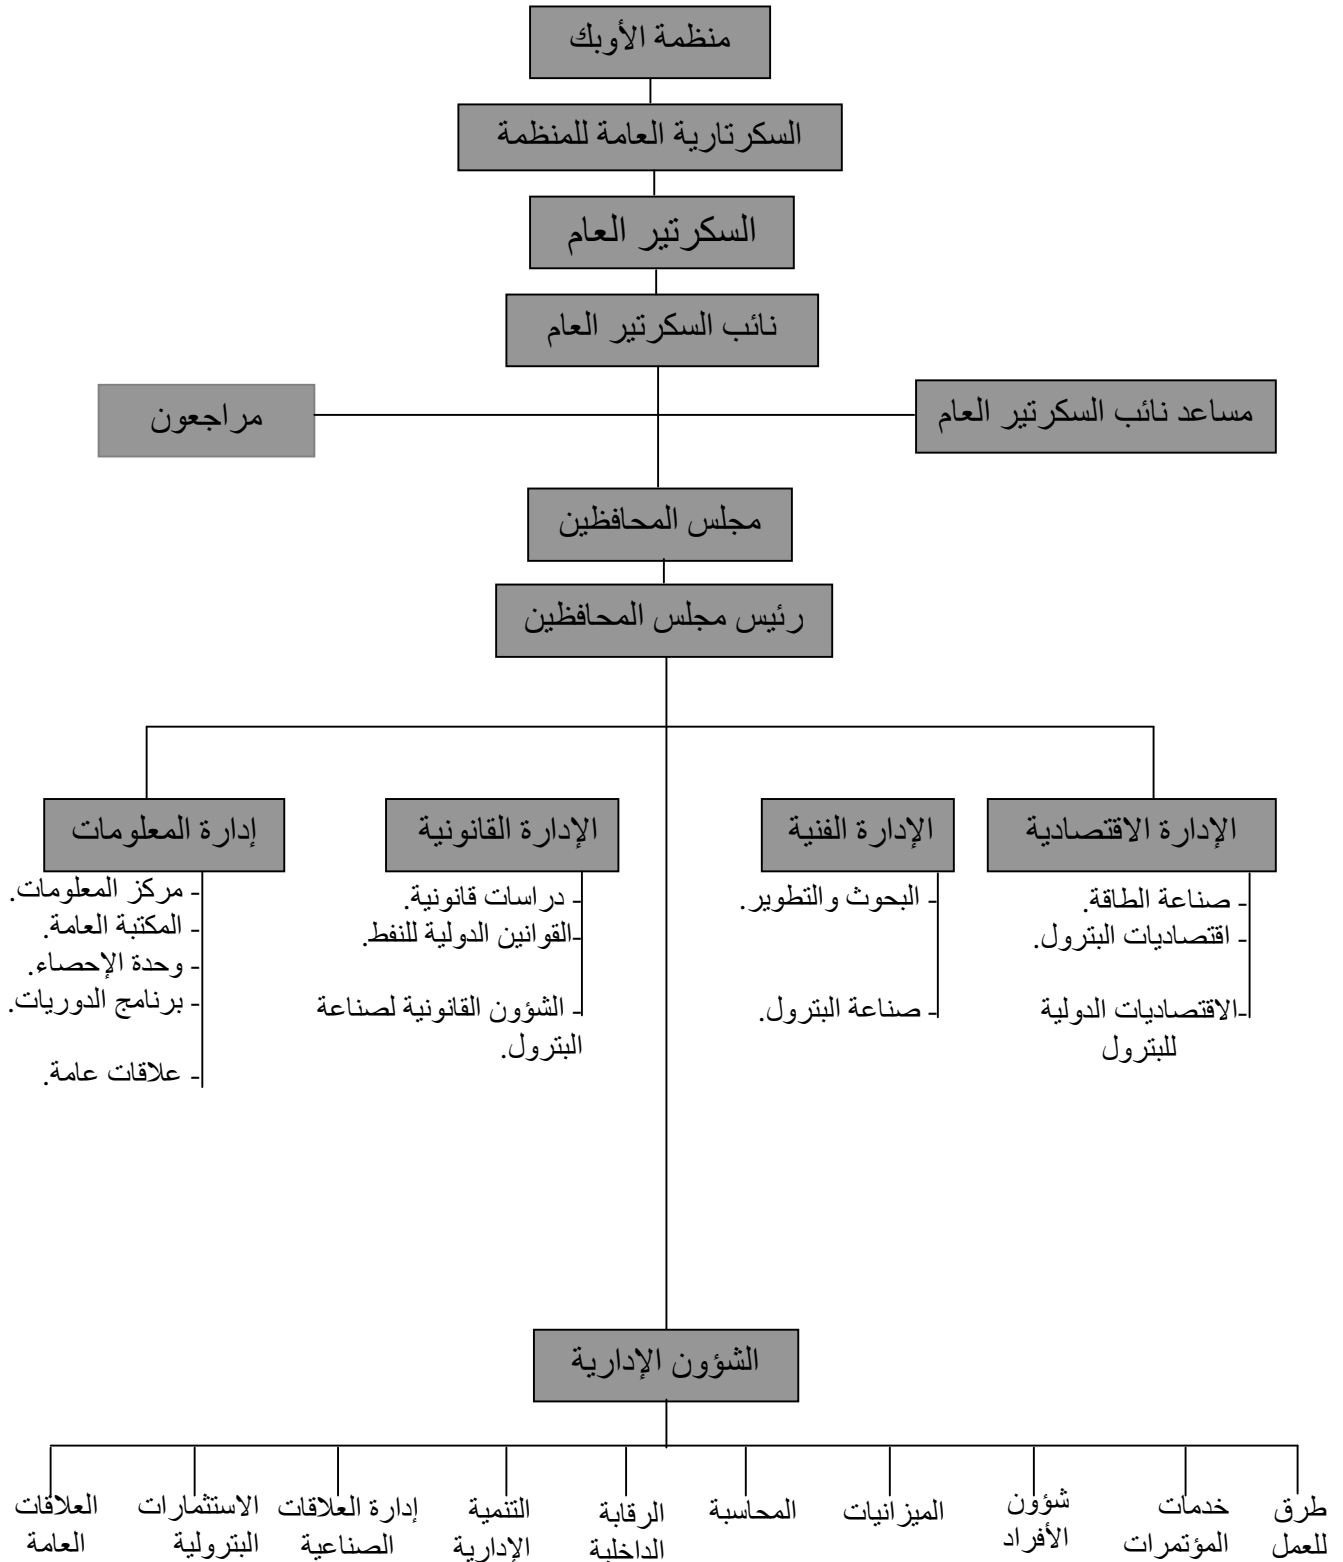 منظمة الأوبك
السكرتارية العامة للمنظمة
السكرتير العام
نائب السكرتير العام
مساعد نائب السكرتير العام
مراجعون
مجلس المحافظين
رئيس مجلس المحافظين
الإدارة الاقتصادية
- صناعة الطاقة.
- اقتصاديات البترول.
-الاقتصاديات الدولية
للبترول
الإدارة الفنية
- البحوث والتطوير.
- صناعة البترول.
الإدارة القانونية
- دراسات قانونية.
-القوانين الدولية للنفط.
- الشؤون القانونية لصناعة
البترول.
إدارة المعلومات
- مركز المعلومات.
- المكتبة العامة.
- وحدة الإحصاء.
- برنامج الدوريات.
- علاقات عامة.
الشؤون الإدارية
طرق
للعمل
خدمات
المؤتمرات
شؤون
الأفراد
الميزانيات
المحاسبة
الرقابة
الداخلية
التنمية
الإدارية
إدارة العلاقات
الصناعية
الاستثمارات
البترولية
العلاقات
العامة